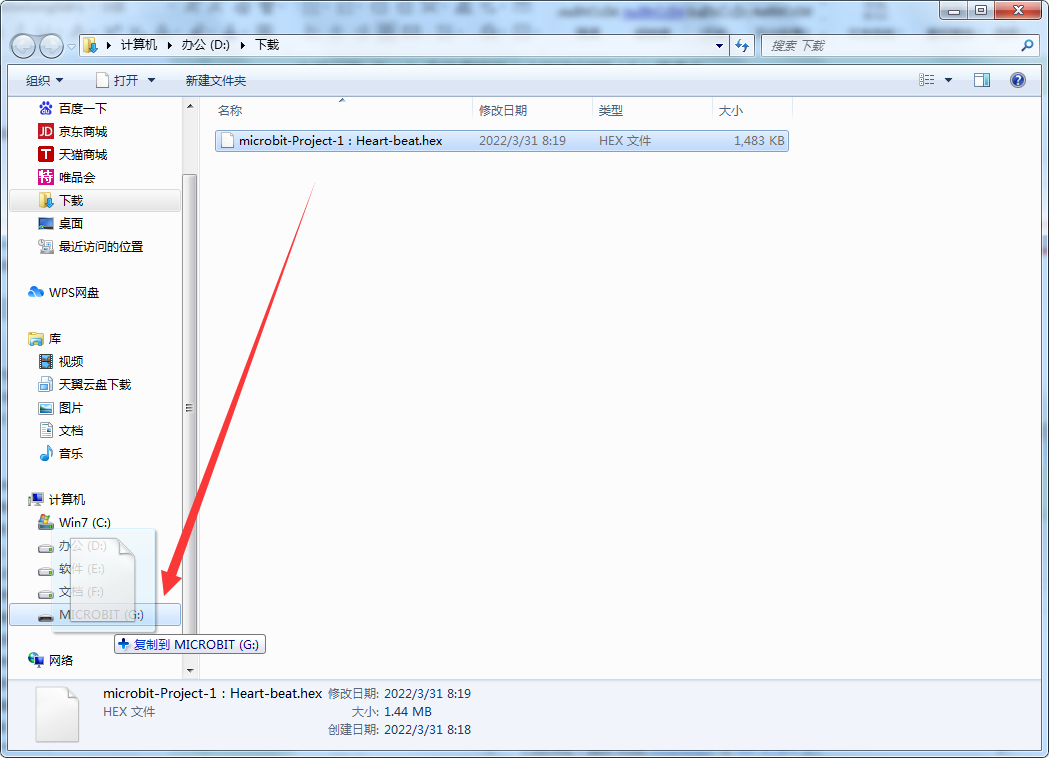 计算机 办公 (D:) 下载
搜索 下载
组织 打开 新建文件夹
名称 修改日期 类型 大小
microbit-Project-1：Heart-beat.hex 2022/3/31 8:19 HEX 文件 1,483 KB
百度一下
JD 京东商城
T 天猫商城
特 唯品会
下载
桌面
最近访问的位置
WPS网盘
库
视频
天翼云盘下载
图片
文档
音乐
计算机
Win7 (C:)
办公 (D:)
软件 (E:)
文档 (F:)
MICROBIT (G:)
复制到 MICROBIT (G:)
网络
microbit-Project-1：Heart-beat.hex 修改日期: 2022/3/31 8:19
HEX 文件 大小: 1.44 MB
创建日期: 2022/3/31 8:18